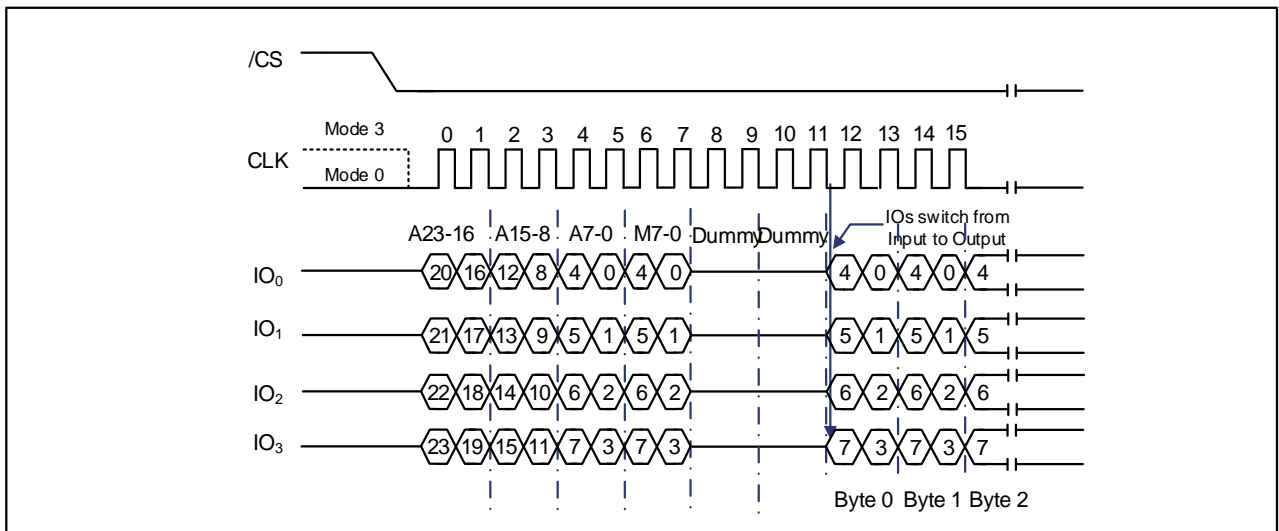 /CS
Mode 3
0 1 2 3 4 5 6 7 8 9 10 11 12 13 14 15
CLK
Mode 0
IOs switch from
Input to Output
A23-16 A15-8 A7-0 M7-0 Dummy Dummy
IO0 20 16 12 8 4 0 4 0 4 0 4 0 4
IO1 21 17 13 9 5 1 5 1 5 1 5 1 5
IO2 22 18 14 10 6 2 6 2 6 2 6 2 6
IO3 23 19 15 11 7 3 7 3 7 3 7 3 7
Byte 0 Byte 1 Byte 2